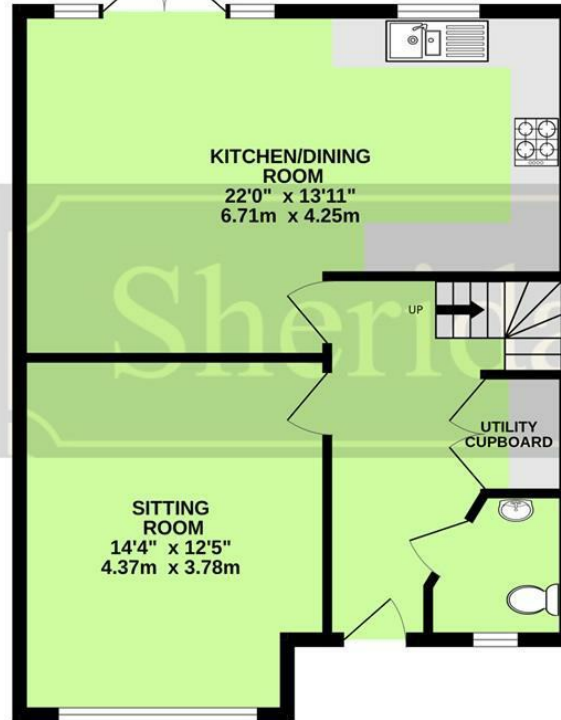 KITCHEN/DINING
ROOM
22'0" x 13'11"
6.71m x 4.25m
Sherida
UP
UTILITY
CUPBOARD
SITTING
ROOM
14'4" x 12'5"
4.37m x 3.78m